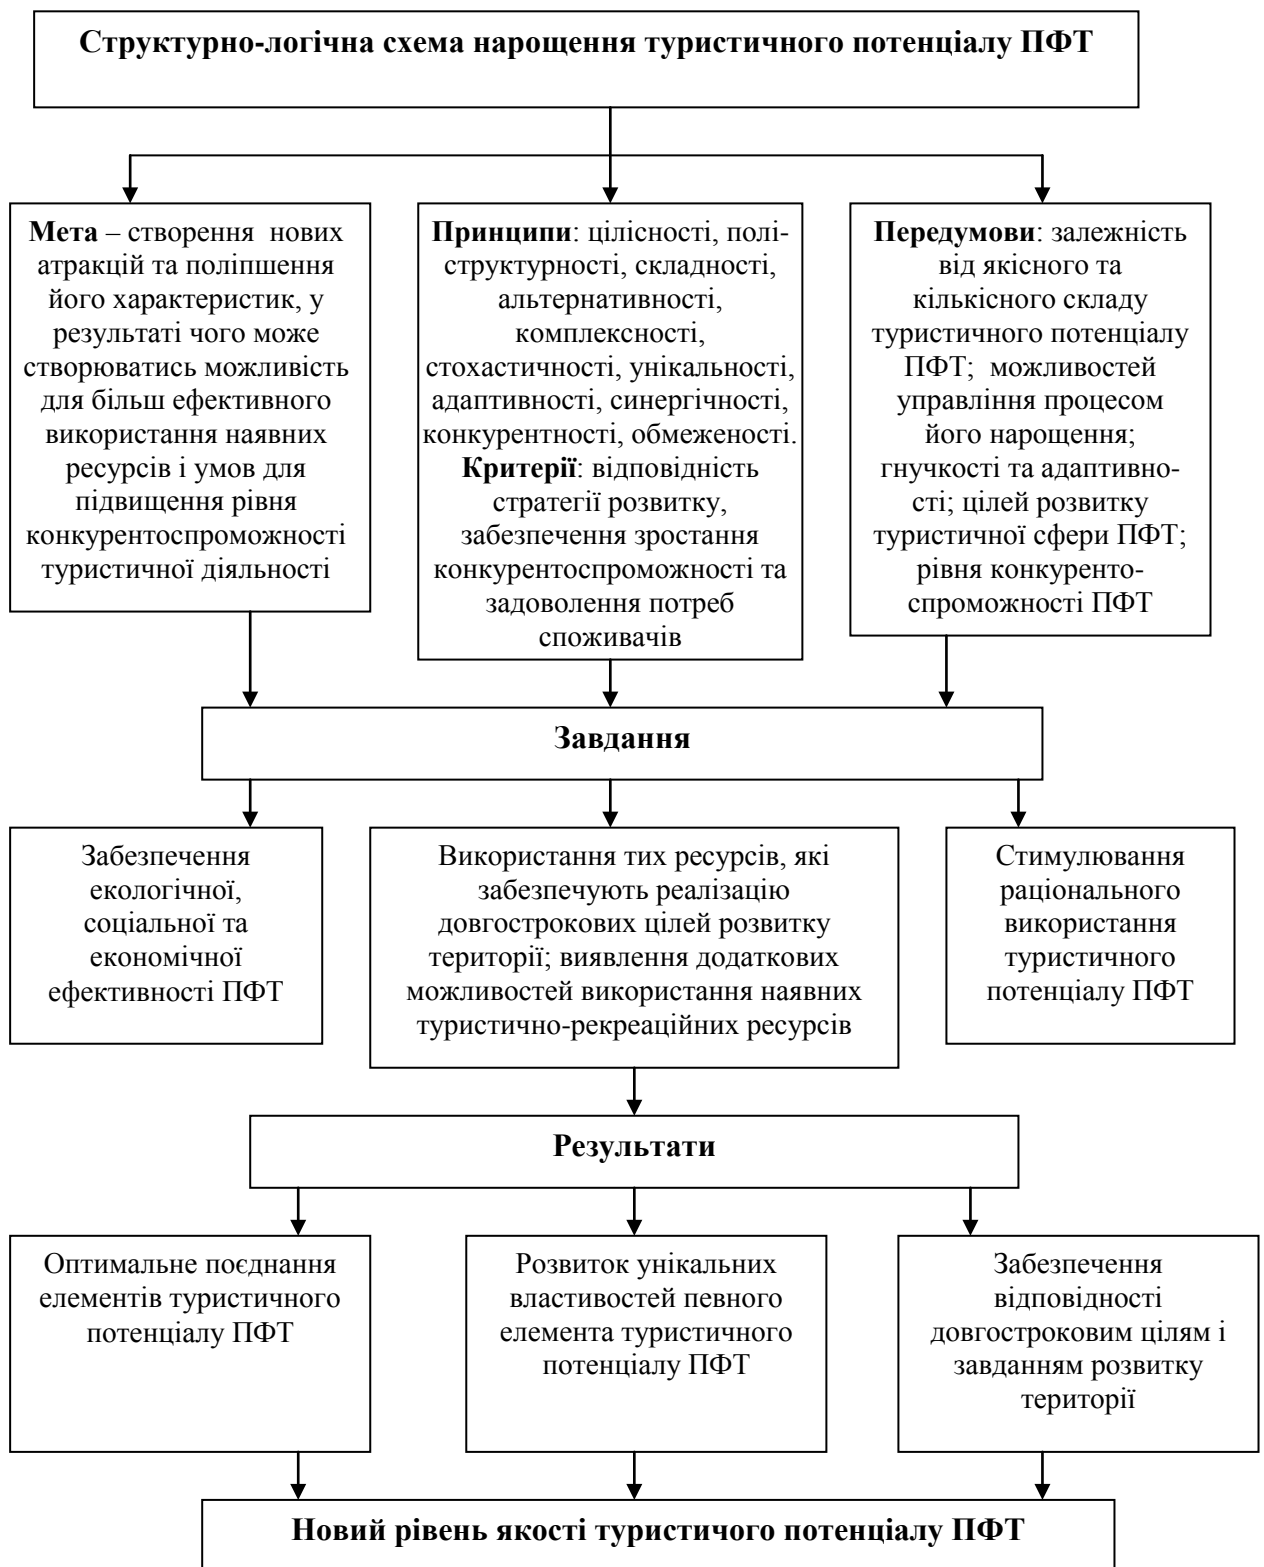 Структурно-логічна схема нарощення туристичного потенціалу ПФТ
Мета – створення нових
атракцій та поліпшення
його характеристик, у
результаті чого може
створюватись можливість
для більш ефективного
використання наявних
ресурсів і умов для
підвищення рівня
конкурентоспроможності
туристичної діяльності
Принципи: цілісності, полі-
структурності, складності,
альтернативності,
комплексності,
стохастичності, унікальності,
адаптивності, синергічності,
конкурентності, обмеженості.
Критерії: відповідність
стратегії розвитку,
забезпечення зростання
конкурентоспроможності та
задоволення потреб
споживачів
Передумови: залежність
від якісного та
кількісного складу
туристичного потенціалу
ПФТ; можливостей
управління процесом
його нарощення;
гнучкості та адаптивно-
сті; цілей розвитку
туристичної сфери ПФТ;
рівня конкуренто-
спроможності ПФТ
Завдання
Забезпечення
екологічної,
соціальної та
економічної
ефективності ПФТ
Використання тих ресурсів, які
забезпечують реалізацію
довгострокових цілей розвитку
території; виявлення додаткових
можливостей використання наявних
туристично-рекреаційних ресурсів
Стимулювання
раціонального
використання
туристичного
потенціалу ПФТ
Результати
Оптимальне поєднання
елементів туристичного
потенціалу ПФТ
Розвиток унікальних
властивостей певного
елемента туристичного
потенціалу ПФТ
Забезпечення
відповідності
довгостроковим цілям і
завданням розвитку
території
Новий рівень якості туристичого потенціалу ПФТ